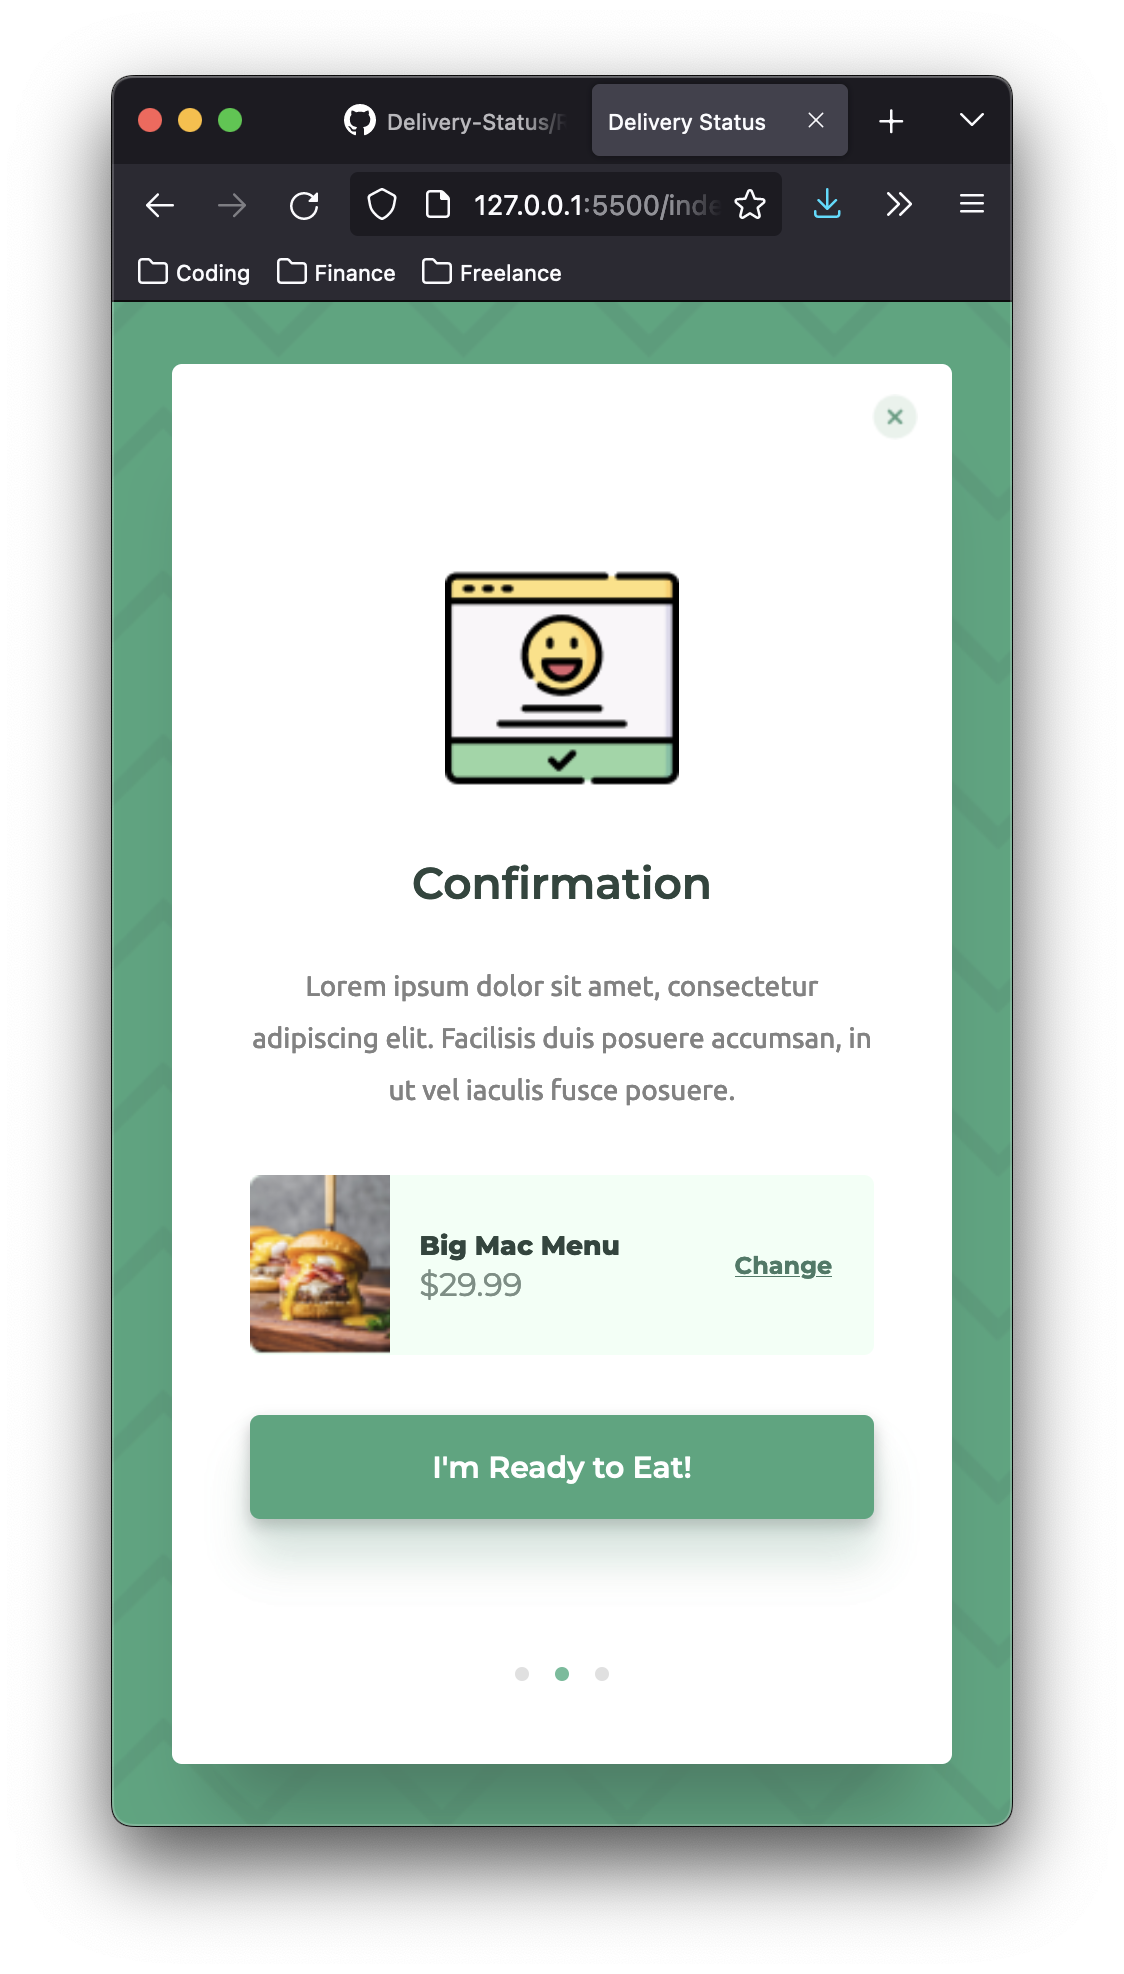 Delivery-Status/
Delivery Status
127.0.0.1:5500/inde
Coding
Finance
Freelance
Confirmation
Lorem ipsum dolor sit amet, consectetur
adipiscing elit. Facilisis duis posuere accumsan, in
ut vel iaculis fusce posuere.
Big Mac Menu
$29.99
Change
I'm Ready to Eat!